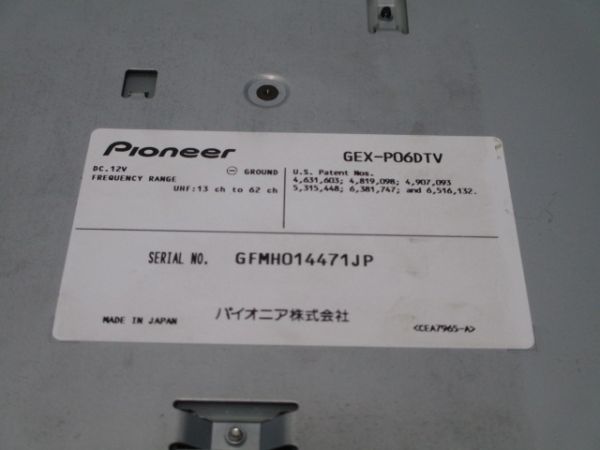 Pioneer
GEX-P06DTV
DC.12V
⊖ GROUND
FREQUENCY RANGE
UHF:13 ch to 62 ch
U.S. Patent Nos.
4,631,603; 4,819,098; 4,907,093
5,315,448; 6,381,747; and 6,516,132.
SERIAL NO. GFMH014471JP
MADE IN JAPAN
パイオニア株式会社
<CEA7965-A>